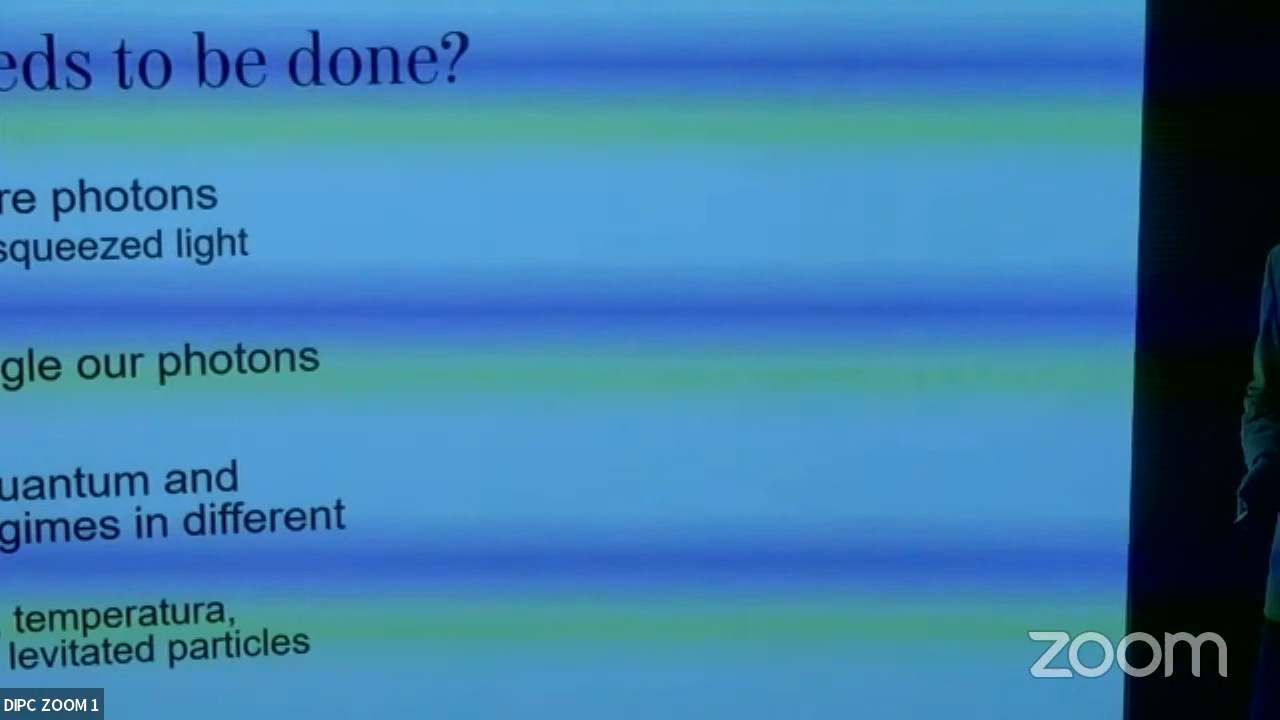 eds to be done?
re photons
squeezed light
gle our photons
uantum and
gimes in different
, temperatura,
levitated particles
zoom
DIPC ZOOM 1